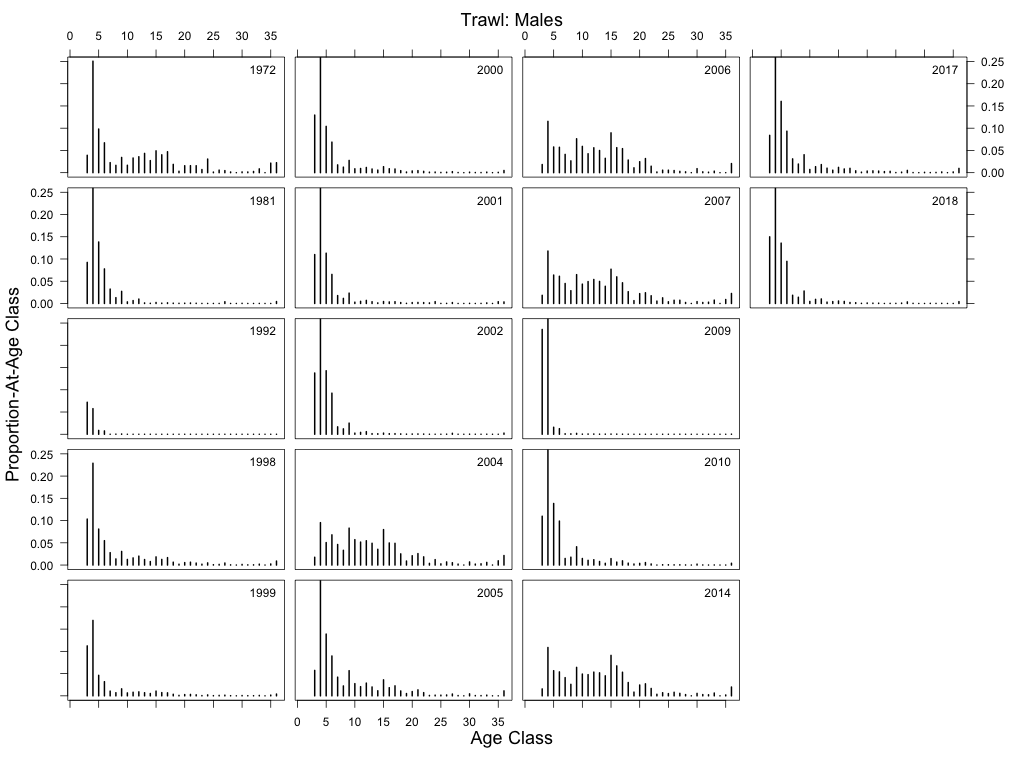 Trawl: Males
0 5 10 15 20 25 30 35 0 5 10 15 20 25 30 35
1972 2000 2006 2017
0.25
0.20
0.15
0.10
0.05
0.00
1981 2001 2007 2018
0.25
0.20
0.15
0.10
0.05
0.00
1992 2002 2009
1998 2004 2010
0.25
0.20
0.15
0.10
0.05
0.00
1999 2005 2014
0 5 10 15 20 25 30 35
Proportion-At-Age Class
Age Class